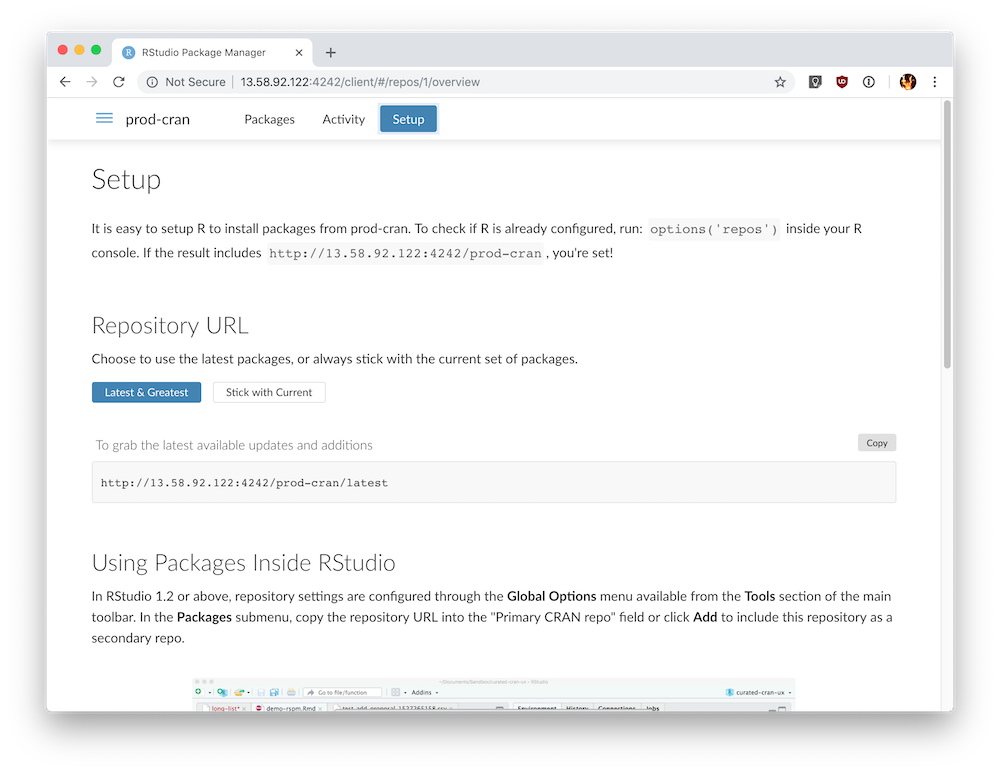 RStudio Package Manager
Not Secure | 13.58.92.122:4242/client/#/repos/1/overview
prod-cran Packages Activity Setup
Setup
It is easy to setup R to install packages from prod-cran. To check if R is already configured, run: options('repos') inside your R
console. If the result includes http://13.58.92.122:4242/prod-cran , you're set!
Repository URL
Choose to use the latest packages, or always stick with the current set of packages.
Latest & Greatest Stick with Current
To grab the latest available updates and additions Copy
http://13.58.92.122:4242/prod-cran/latest
Using Packages Inside RStudio
In RStudio 1.2 or above, repository settings are configured through the Global Options menu available from the Tools section of the main
toolbar. In the Packages submenu, copy the repository URL into the "Primary CRAN repo" field or click Add to include this repository as a
secondary repo.
~/Documents/Sandbox/curated-cran-ux - RStudio
Go to file/function Addins curated-cran-ux
long-list* demo-rspm.Rmd Environment History Connections Jobs